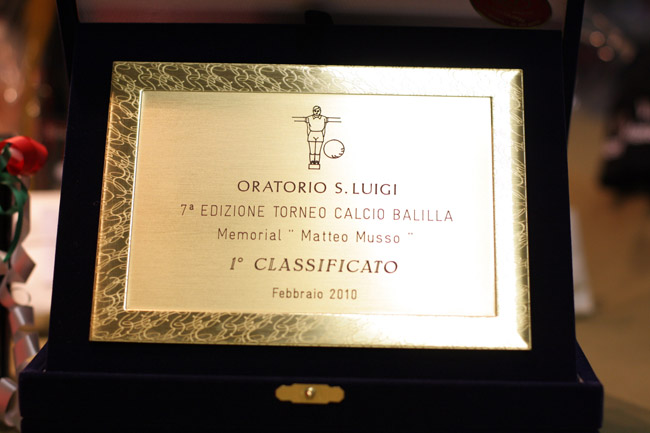 ORATORIO S. LUIGI
7ª EDIZIONE TORNEO CALCIO BALILLA
Memorial " Matteo Musso "
1° CLASSIFICATO
Febbraio 2010